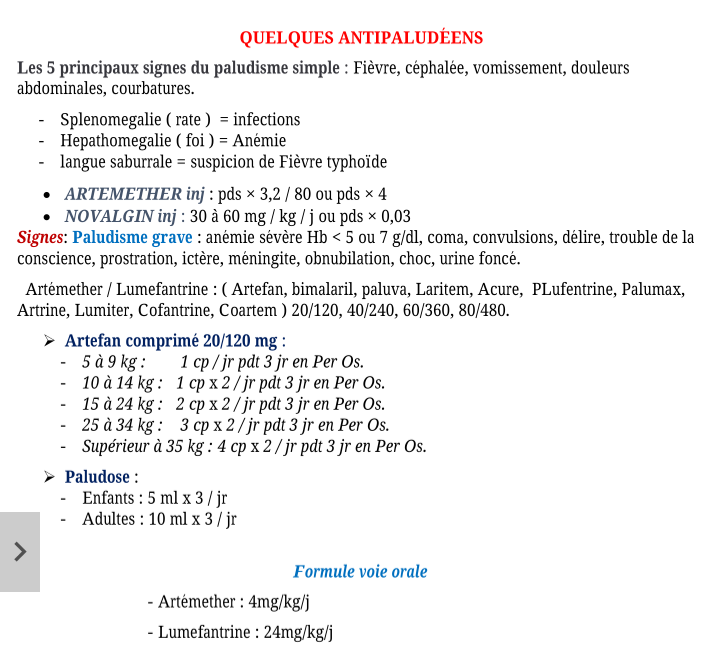 QUELQUES ANTIPALUDÉENS
Les 5 principaux signes du paludisme simple : Fièvre, céphalée, vomissement, douleurs
abdominales, courbatures.
- Splenomegalie ( rate ) = infections
- Hepathomegalie ( foi ) = Anémie
- langue saburrale = suspicion de Fièvre typhoïde
• ARTEMETHER inj : pds × 3,2 / 80 ou pds × 4
• NOVALGIN inj : 30 à 60 mg / kg / j ou pds × 0,03
Signes: Paludisme grave : anémie sévère Hb < 5 ou 7 g/dl, coma, convulsions, délire, trouble de la
conscience, prostration, ictère, méningite, obnubilation, choc, urine foncé.
Artémether / Lumefantrine : ( Artefan, bimalaril, paluva, Laritem, Acure, PLufentrine, Palumax,
Artrine, Lumiter, Cofantrine, Coartem ) 20/120, 40/240, 60/360, 80/480.
➢ Artefan comprimé 20/120 mg :
- 5 à 9 kg : 1 cp / jr pdt 3 jr en Per Os.
- 10 à 14 kg : 1 cp x 2 / jr pdt 3 jr en Per Os.
- 15 à 24 kg : 2 cp x 2 / jr pdt 3 jr en Per Os.
- 25 à 34 kg : 3 cp x 2 / jr pdt 3 jr en Per Os.
- Supérieur à 35 kg : 4 cp x 2 / jr pdt 3 jr en Per Os.
➢ Paludose :
- Enfants : 5 ml x 3 / jr
- Adultes : 10 ml x 3 / jr
Formule voie orale
- Artémether : 4mg/kg/j
- Lumefantrine : 24mg/kg/j